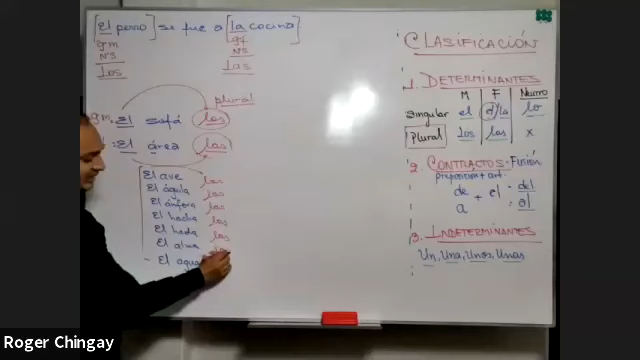 [El perro] se fue a [la cocina].
gm gf
Nº S Nº S
Los Las
plural
gm. El sofá los
: El área las
El ave las
El águila las
El ánfora las
El hacha las
El hada las
El alma las
- El agua
CLASIFICACIÓN
1. DETERMINANTES
M F Neutro
Singular el el/la lo
Plural los las x
2. CONTRACTOS - Fusión
preposición + art.
de + el = del
a = al
3. INDETERMINANTES
Un, Una, Unos, Unas
Roger Chingay